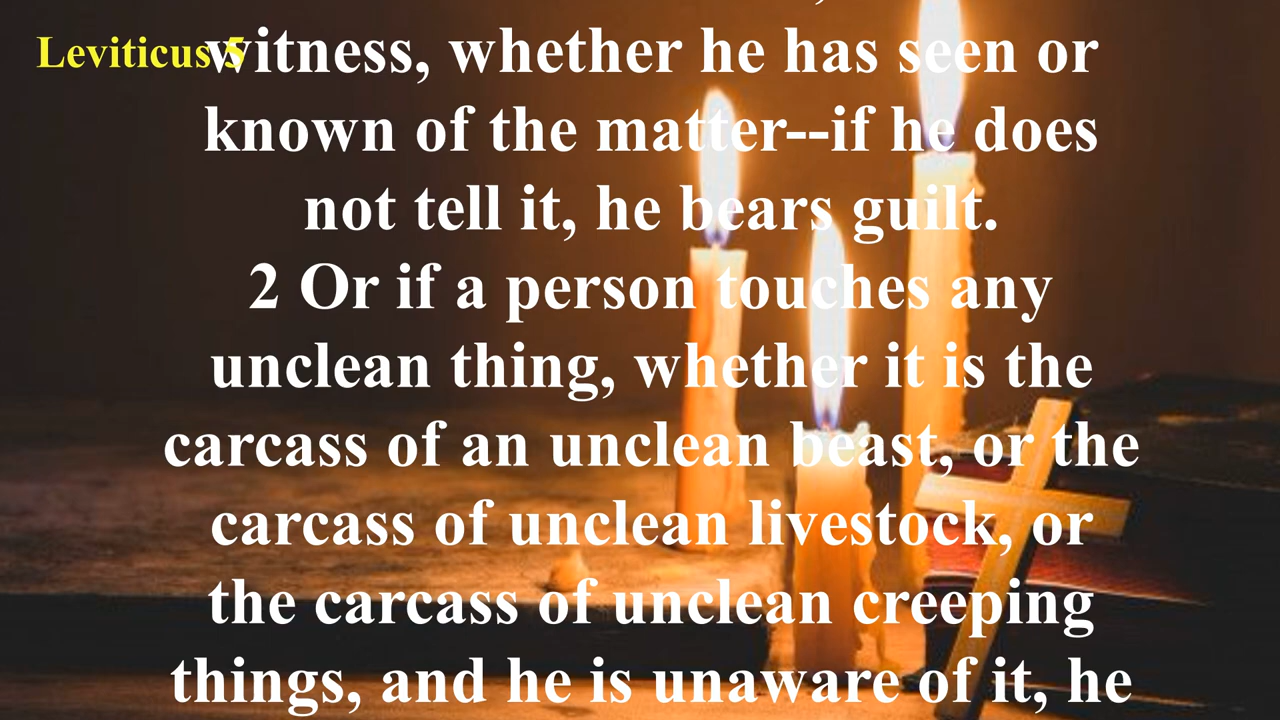 Leviticus 5
witness, whether he has seen or
known of the matter--if he does
not tell it, he bears guilt.
2 Or if a person touches any
unclean thing, whether it is the
carcass of an unclean beast, or the
carcass of unclean livestock, or
the carcass of unclean creeping
things, and he is unaware of it, he